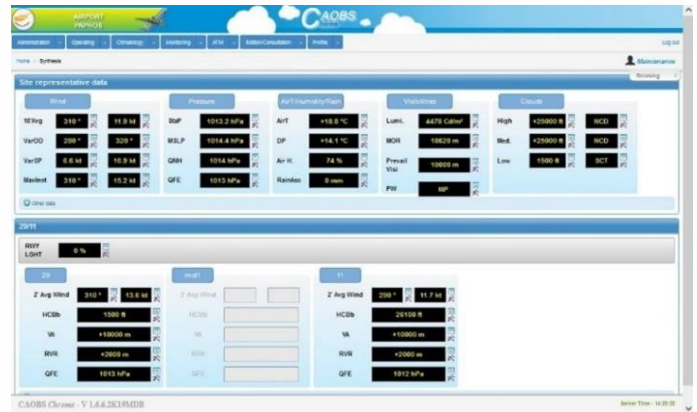 AIRPORT
PAPHOS
CAOBS
Administration Operating Climatology Monitoring ATM Edition/Consultation Profile Log out
Home - Synthesis Maintenance
Browsing
Site representative data
Wind Pressure AirT/Humidity/Rain Visibilities Clouds
10'Avg 310 ° 11.9 kt StaP 1013.2 hPa AirT +18.8 °C Lumi. 4478 Cd/m² High +25000 ft NCD
VarDD 280 ° 320 ° MSLP 1014.4 hPa DP +14.1 °C MOR 19620 m Med. +25000 ft NCD
VarSP 6.6 kt 16.9 kt QNH 1014 hPa Air H. 74 % Prevail Visi 10000 m Low 1500 ft SCT
MaxInst 310 ° 15.2 kt QFE 1013 hPa RainAec 0 mm PW NP
Other data
29/11
RWY LGHT 0 %
29 mid1 11
2' Avg Wind 310 ° 13.6 kt 2' Avg Wind 2' Avg Wind 290 ° 11.7 kt
HCBb 1500 ft HCBb HCBb 26100 ft
VA +10000 m VA VA +10000 m
RVR +2000 m RVR RVR +2000 m
QFE 1013 hPa QFE QFE 1012 hPa
CAOBS Chrome - V 1.6.6.2K19MDB Server Time -